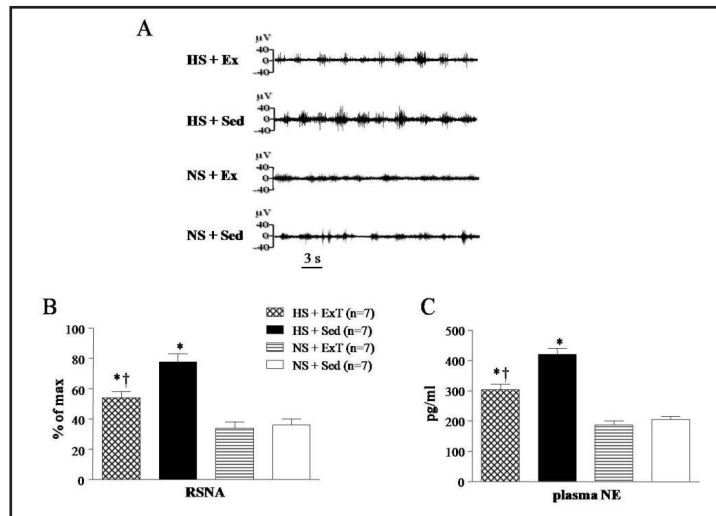 A
µV
HS + Ex
40
0
-40
µV
HS + Sed
40
0
-40
µV
NS + Ex
40
0
-40
µV
NS + Sed
40
0
-40
3 s
B
HS + ExT (n=7)
HS + Sed (n=7)
NS + ExT (n=7)
NS + Sed (n=7)
% of max
80
60
40
20
0
*†
*
RSNA
C
pg/ml
500
400
300
200
100
0
*†
*
plasma NE